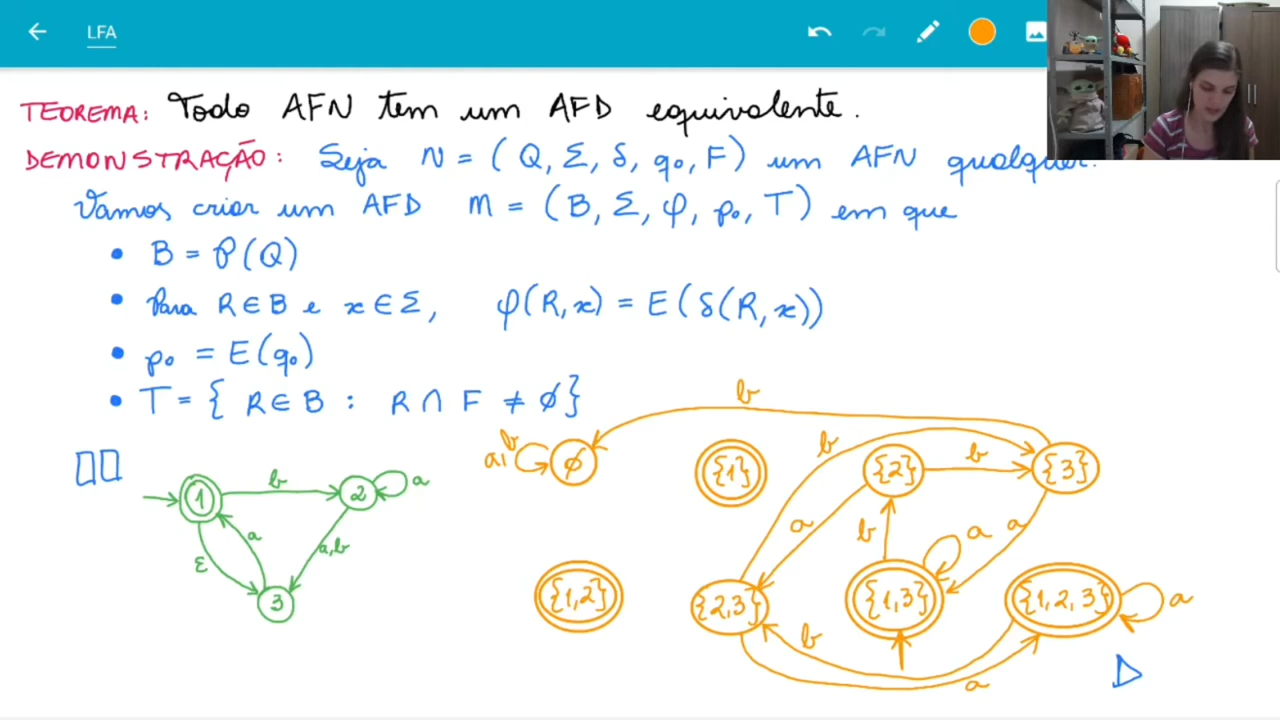 LFA
TEOREMA: Todo AFN tem um AFD equivalente.
DEMONSTRAÇÃO: Seja N = (Q, Σ, δ, q₀, F) um AFN qualquer.
Vamos criar um AFD M = (B, Σ, φ, p₀, T) em que
• B = P(Q)
• Para R ∈ B e x ∈ Σ, φ(R,x) = E(δ(R,x))
• p₀ = E(q₀)
• T = { R ∈ B : R ∩ F ≠ ∅}
1 b 2 a
ε a a,b
3
b
a, b ∅ {1} b {2} b {3}
a b a a
{1,2} {2,3} {1,3} {1,2,3} a
b
a